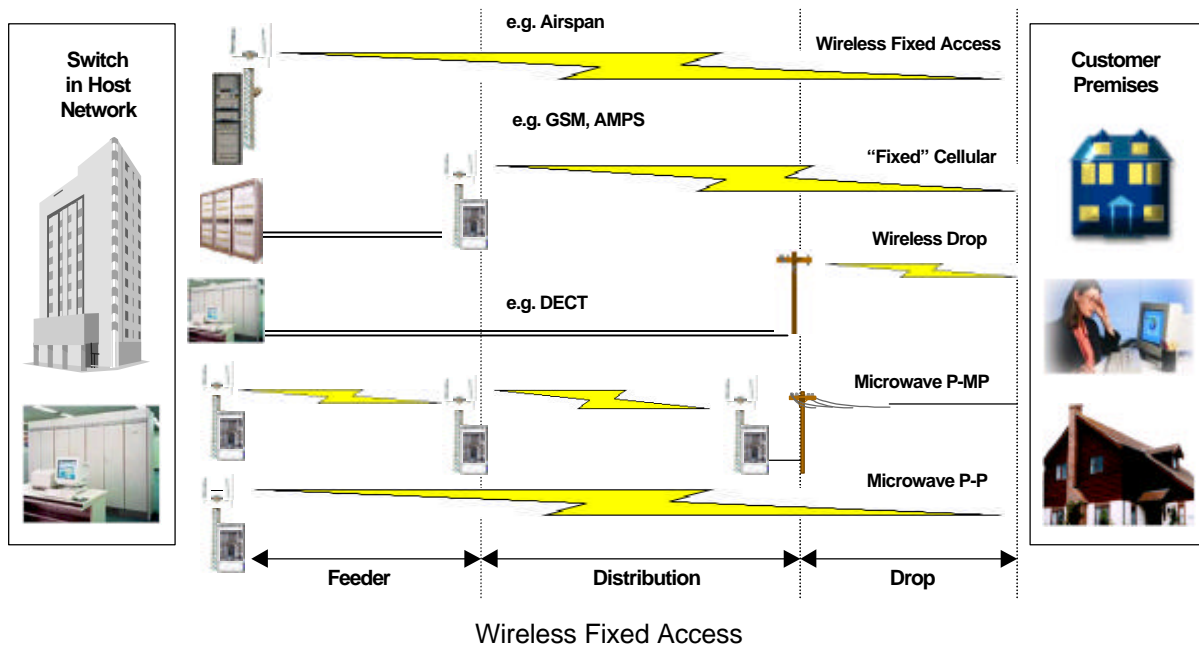 Switch
in Host
Network
e.g. Airspan
Wireless Fixed Access
Customer
Premises
e.g. GSM, AMPS
“Fixed” Cellular
Wireless Drop
e.g. DECT
Microwave P-MP
Microwave P-P
Feeder
Distribution
Drop
Wireless Fixed Access